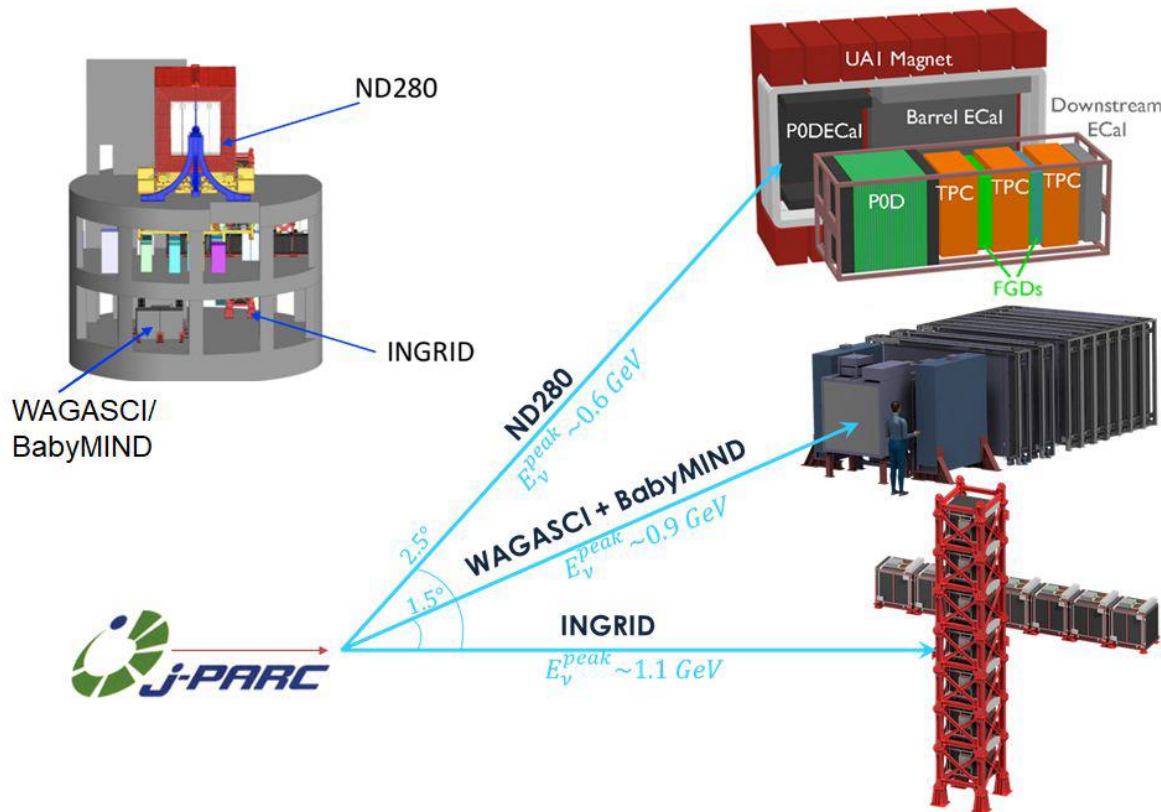 ND280
INGRID
WAGASCI/
BabyMIND
UA1 Magnet
P0DECal
Barrel ECal
Downstream
ECal
P0D
TPC
TPC
TPC
FGDs
ND280
E_ν^peak ~0.6 GeV
WAGASCI + BabyMIND
E_ν^peak ~0.9 GeV
2.5°
1.5°
INGRID
E_ν^peak ~1.1 GeV
j-PARC